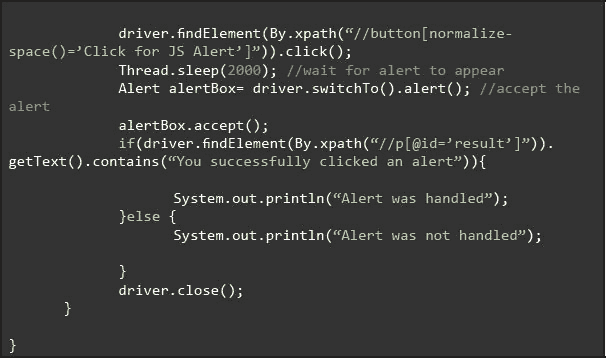 driver.findElement(By.xpath(“//button[normalize-
space()=’Click for JS Alert’]”)).click();
Thread.sleep(2000); //wait for alert to appear
Alert alertBox= driver.switchTo().alert(); //accept the
alert
alertBox.accept();
if(driver.findElement(By.xpath(“//p[@id=’result’]”)).
getText().contains(“You successfully clicked an alert”)){
System.out.println(“Alert was handled”);
}else {
System.out.println(“Alert was not handled”);
}
driver.close();
}
}